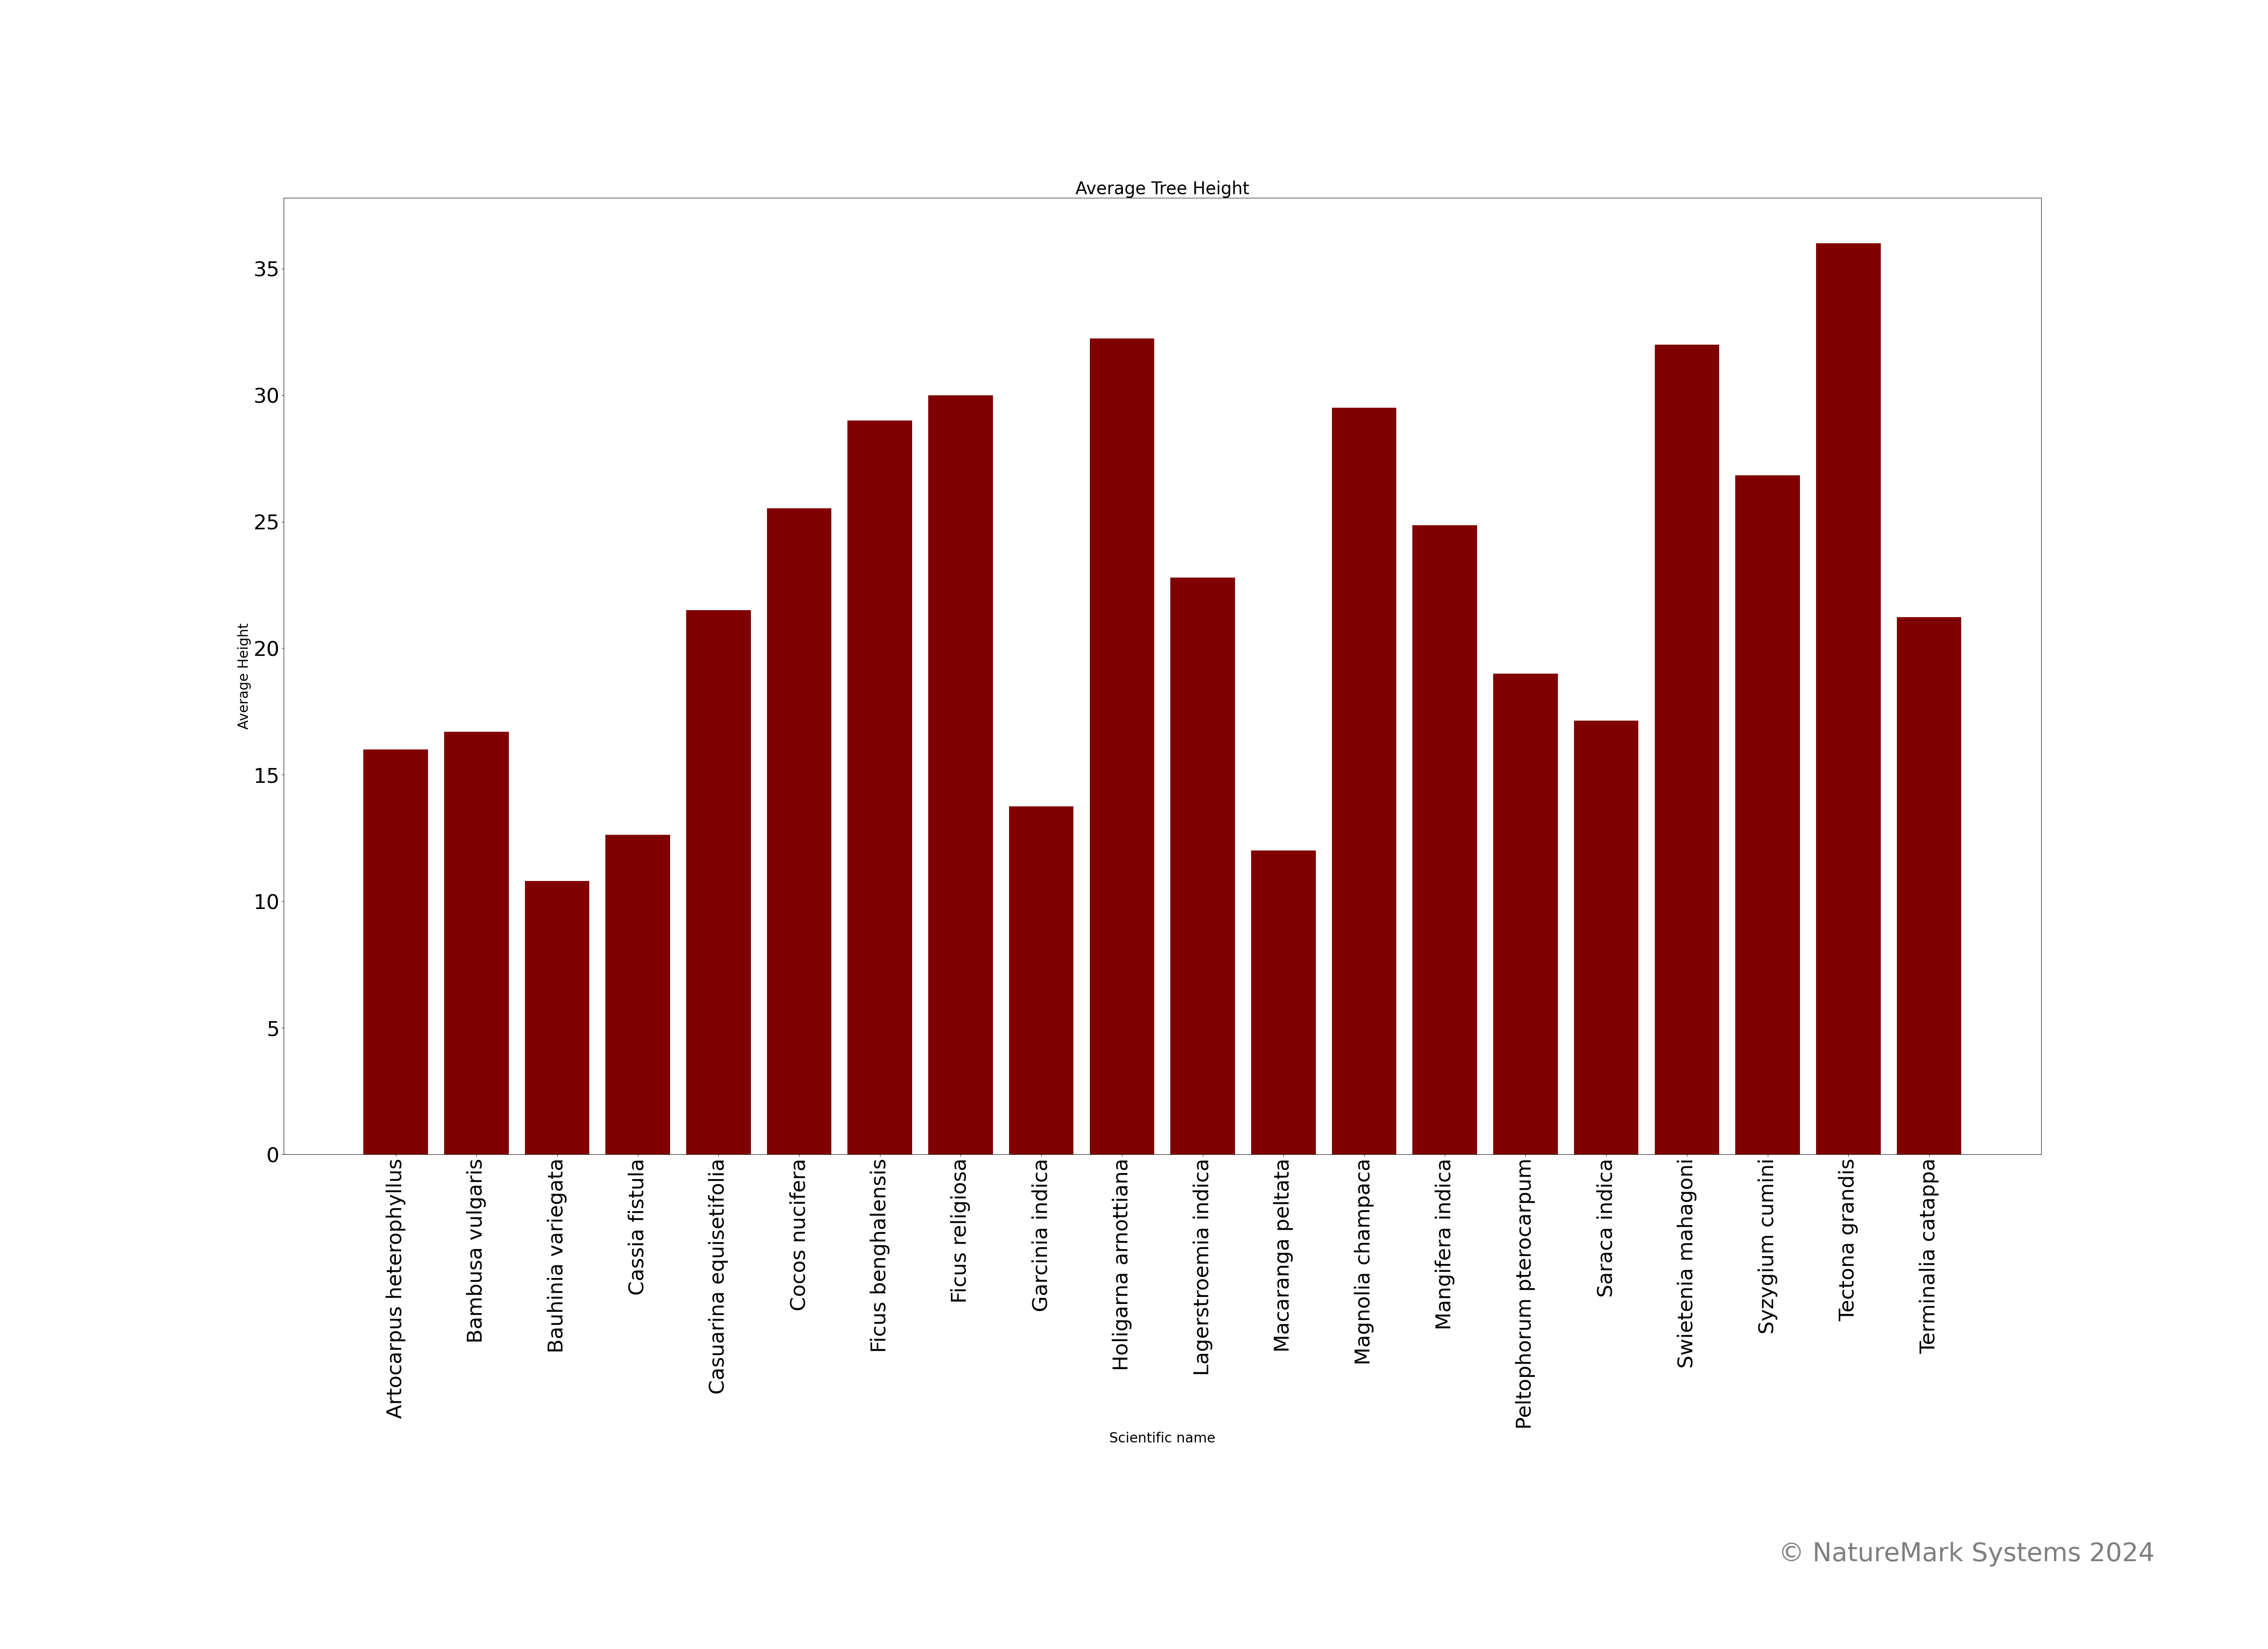 Average Tree Height
Average Height
35
30
25
20
15
10
5
0
Artocarpus heterophyllus
Bambusa vulgaris
Bauhinia variegata
Cassia fistula
Casuarina equisetifolia
Cocos nucifera
Ficus benghalensis
Ficus religiosa
Garcinia indica
Holigarna arnottiana
Lagerstroemia indica
Macaranga peltata
Magnolia champaca
Mangifera indica
Peltophorum pterocarpum
Saraca indica
Swietenia mahagoni
Syzygium cumini
Tectona grandis
Terminalia catappa
Scientific name
© NatureMark Systems 2024